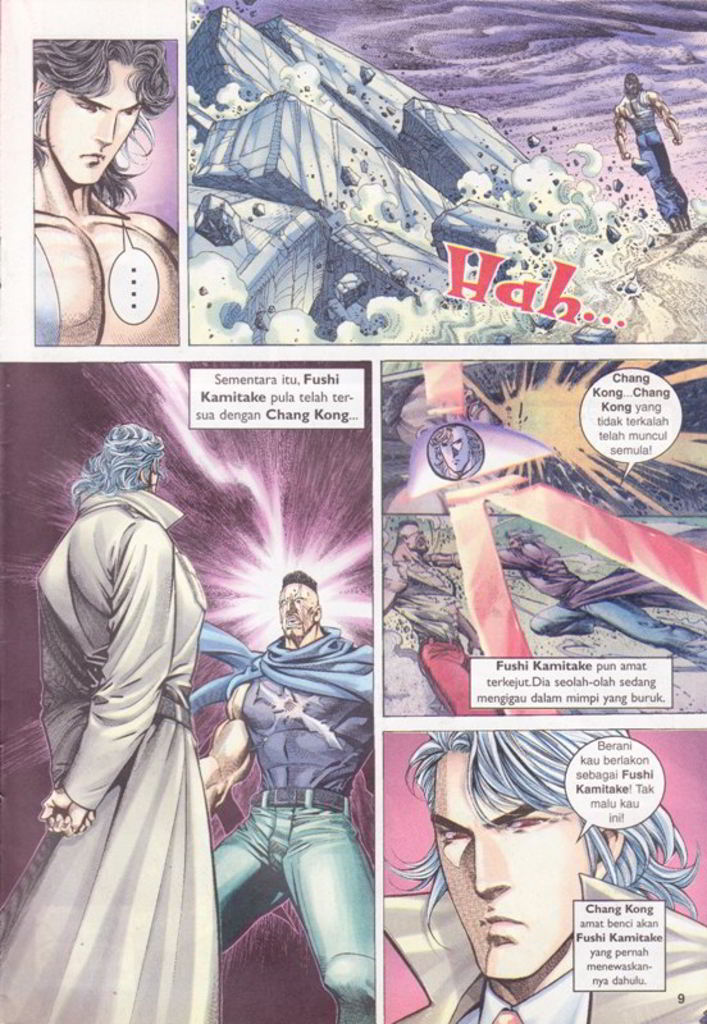 ....
Hah...
Sementara itu, Fushi
Kamitake pula telah ter-
sua dengan Chang Kong...
Chang
Kong...Chang
Kong yang
tidak terkalah
telah muncul
semula!
Fushi Kamitake pun amat
terkejut.Dia seolah-olah sedang
mengigau dalam mimpi yang buruk.
Berani
kau berlakon
sebagai Fushi
Kamitake! Tak
malu kau
ini!
Chang Kong
amat benci akan
Fushi Kamitake
yang pernah
menewaskan-
nya dahulu.
9